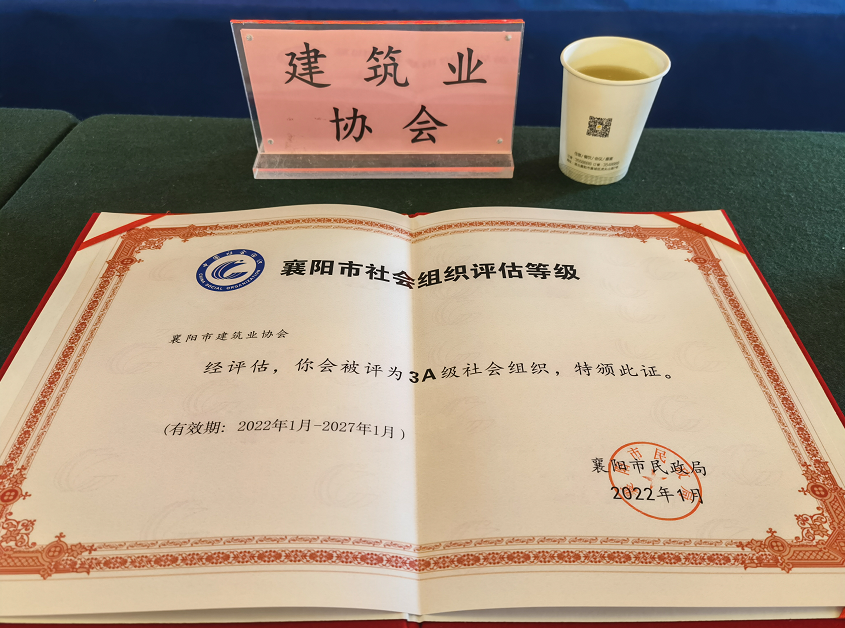 建筑业
协会
襄阳市社会组织评估等级
襄阳市建筑业协会
经评估，你会被评为3A级社会组织，特颁此证。
(有效期：2022年1月-2027年1月)
襄阳市民政局
2022年1月